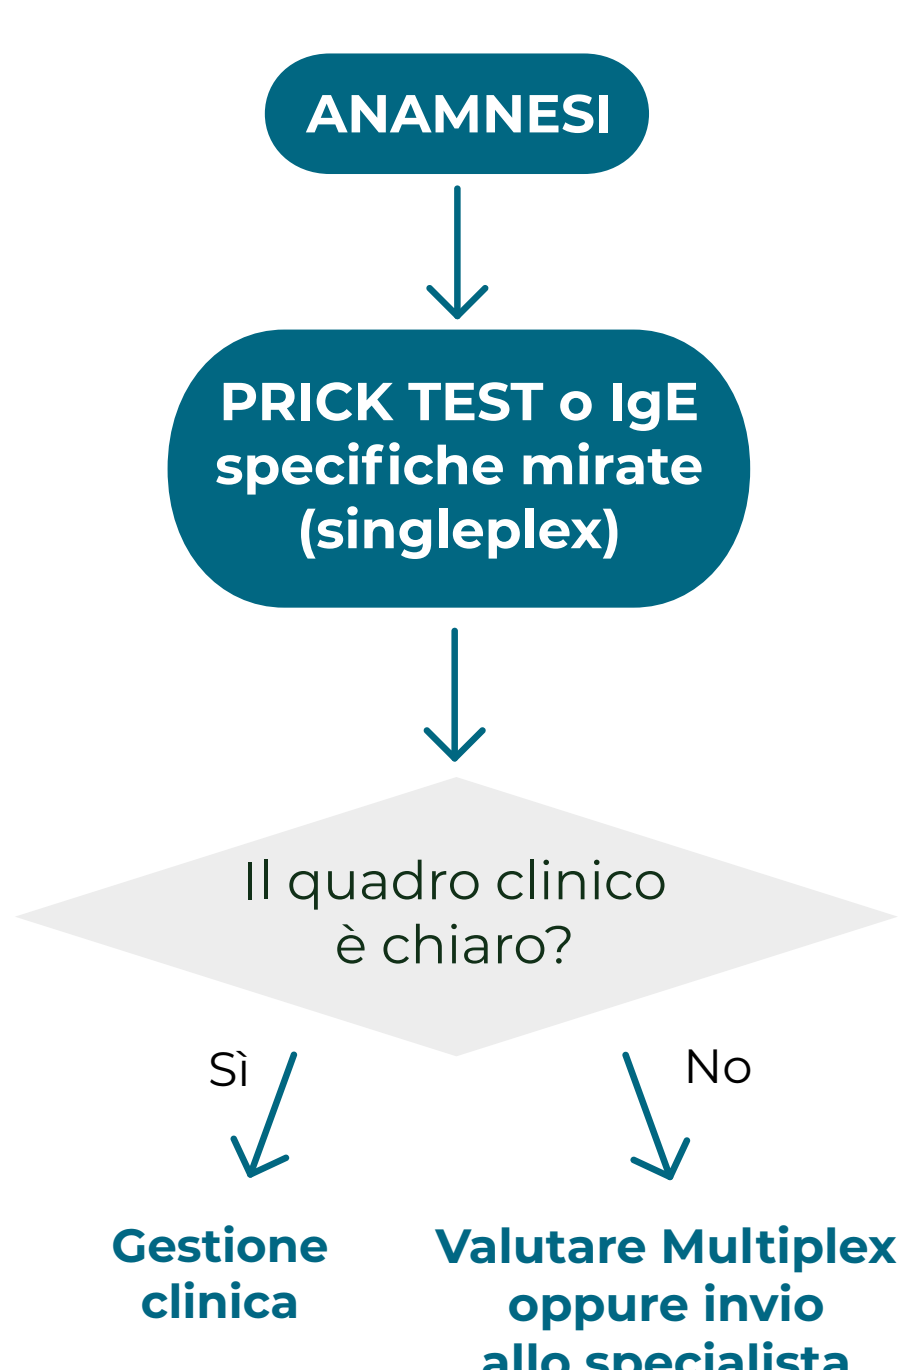 ANAMNESI
PRICK TEST o IgE
specifiche mirate
(singleplex)
Il quadro clinico
è chiaro?
Sì
No
Gestione
clinica
Valutare Multiplex
oppure invio
allo specialista